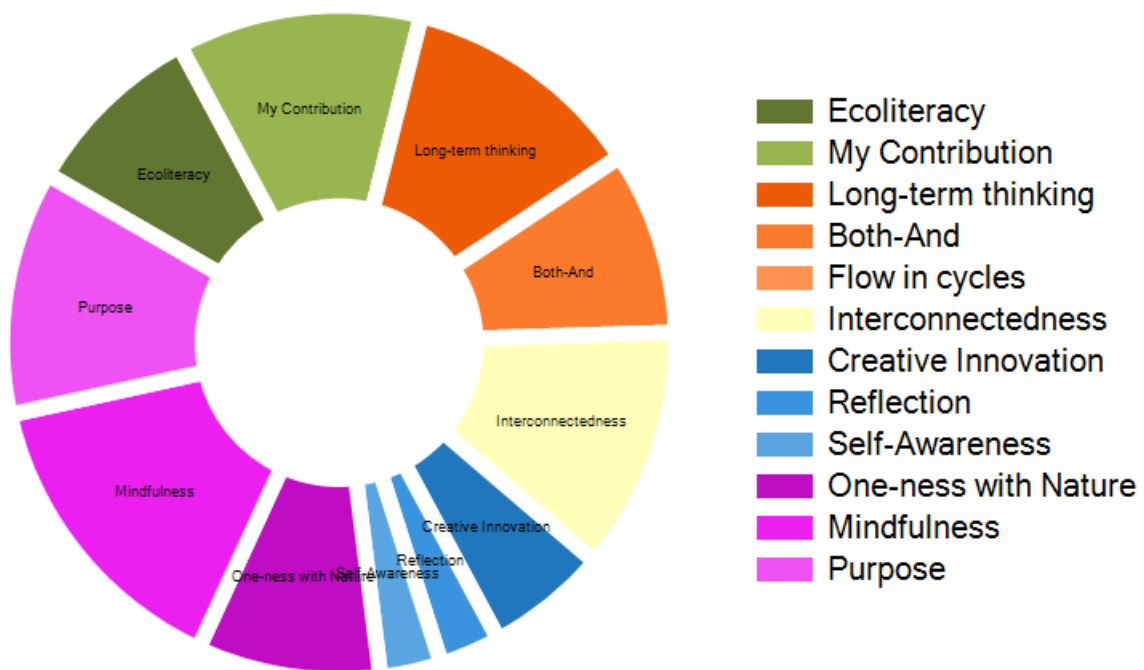 My Contribution
Long-term thinking
Ecoliteracy
Both-And
Purpose
Interconnectedness
Mindfulness
Creative Innovation
Reflection
Self-Awareness
One-ness with Nature
Ecoliteracy
My Contribution
Long-term thinking
Both-And
Flow in cycles
Interconnectedness
Creative Innovation
Reflection
Self-Awareness
One-ness with Nature
Mindfulness
Purpose